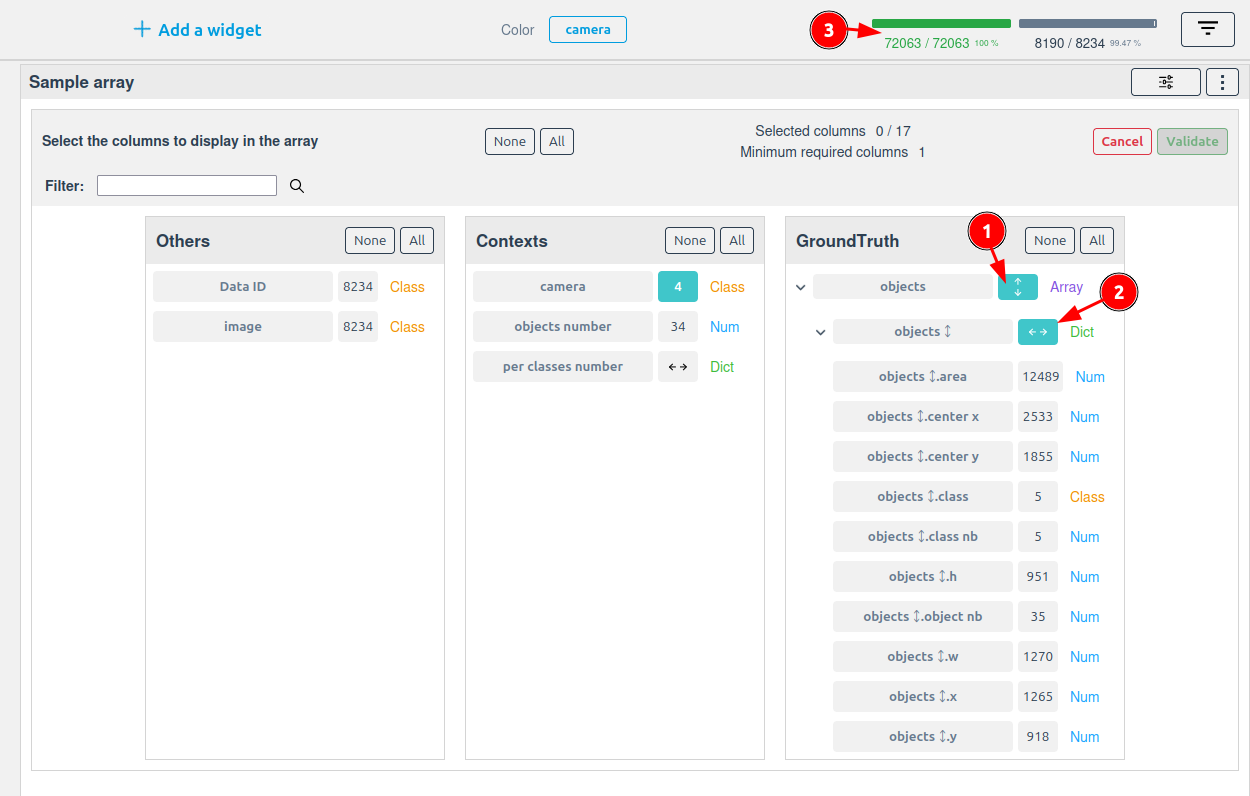 + Add a widget
Color camera
3
72063 / 72063 100 %
8190 / 8234 99.47 %
Sample array
Select the columns to display in the array
None All
Selected columns 0 / 17
Minimum required columns 1
Cancel Validate
Filter:
Others None All
Data ID 8234 Class
image 8234 Class
Contexts None All
camera 4 Class
objects number 34 Num
per classes number ↔ Dict
GroundTruth None All
1
objects ↑↓ Array
2
objects ↕ ↔ Dict
objects ↕.area 12489 Num
objects ↕.center x 2533 Num
objects ↕.center y 1855 Num
objects ↕.class 5 Class
objects ↕.class nb 5 Num
objects ↕.h 951 Num
objects ↕.object nb 35 Num
objects ↕.w 1270 Num
objects ↕.x 1265 Num
objects ↕.y 918 Num